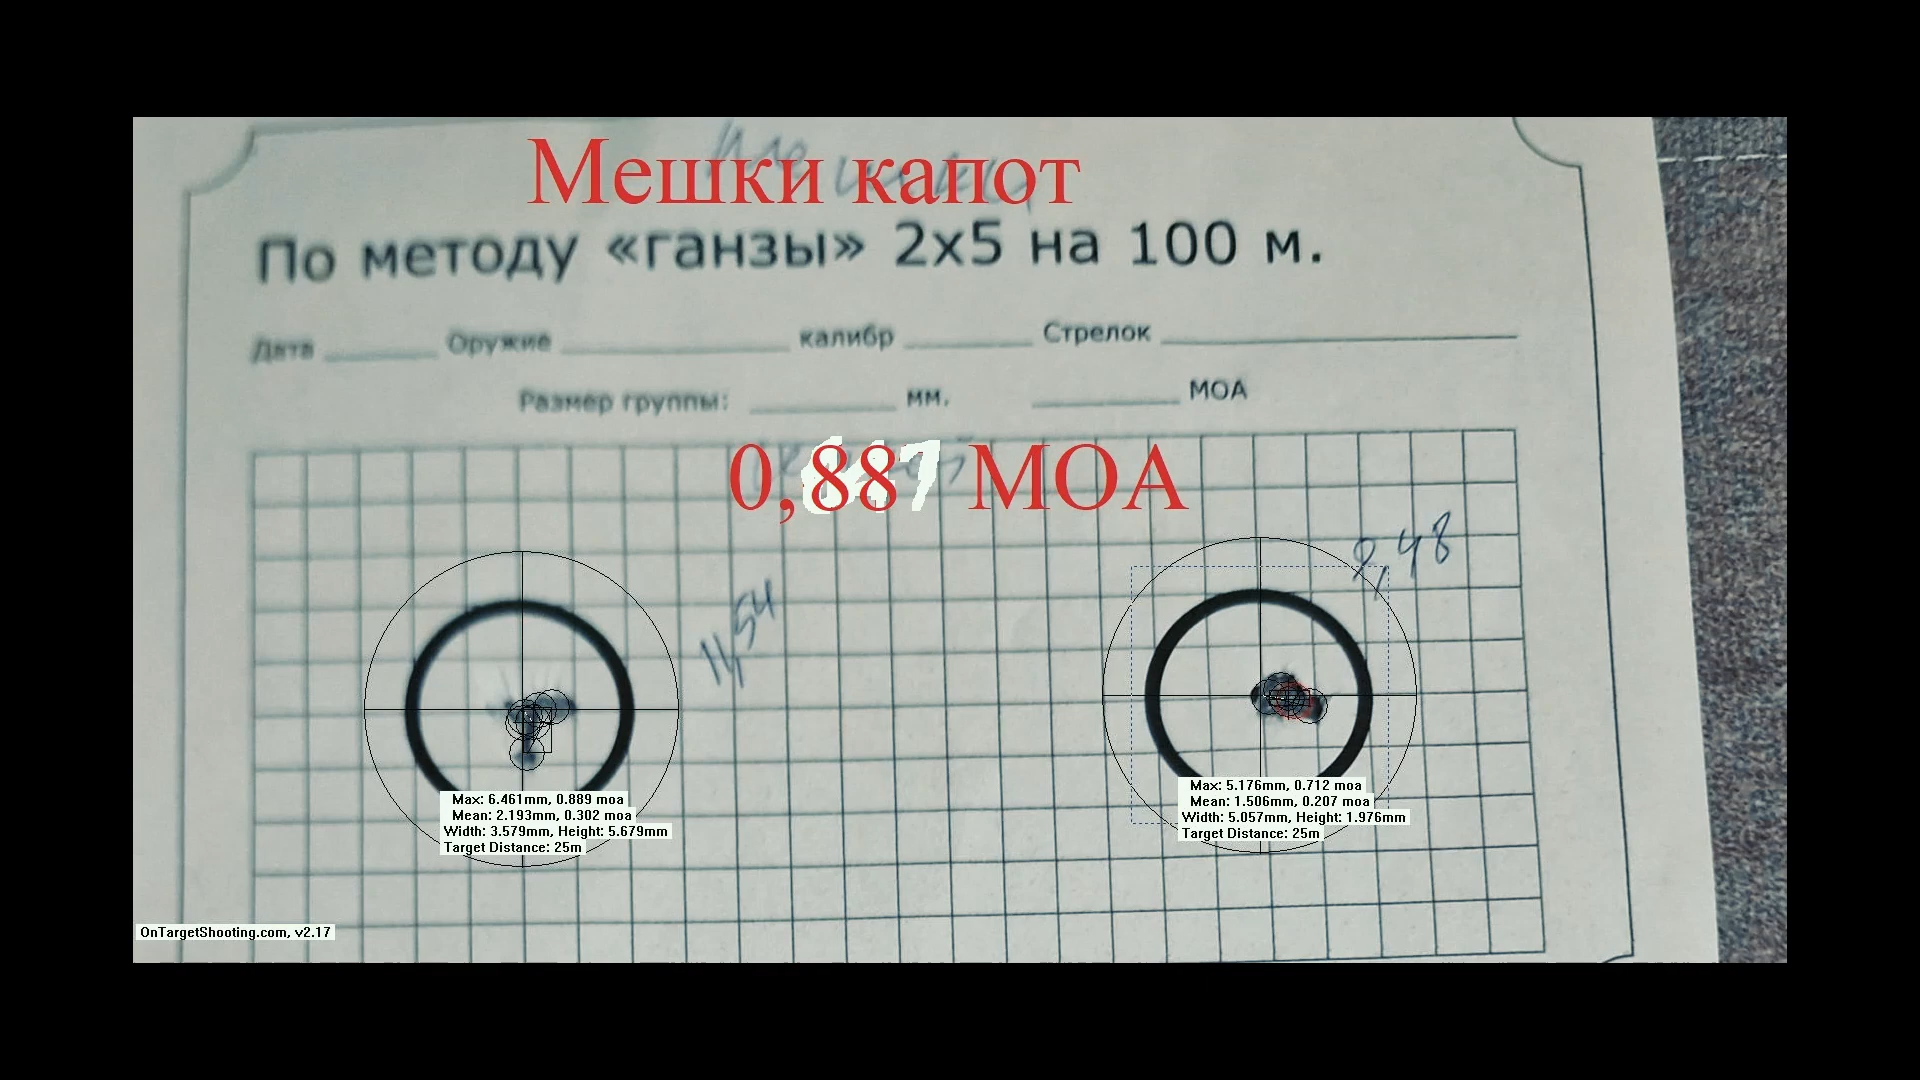 Мешки капот
По методу «ганзы» 2x5 на 100 м.
Дата Оружие калибр Стрелок
Размер группы: мм. МОА
0,887 МОА
9,48
11,54
Max: 6.461mm, 0.889 moa
Mean: 2.193mm, 0.302 moa
Width: 3.579mm, Height: 5.679mm
Target Distance: 25m
Max: 5.176mm, 0.712 moa
Mean: 1.506mm, 0.207 moa
Width: 5.057mm, Height: 1.976mm
Target Distance: 25m
OnTargetShooting.com, v2.17